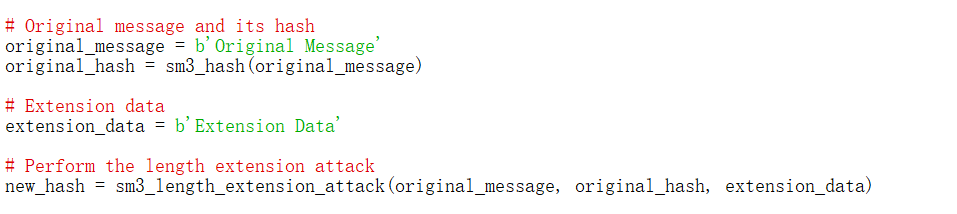 # Original message and its hash
original_message = b'Original Message'
original_hash = sm3_hash(original_message)
# Extension data
extension_data = b'Extension Data'
# Perform the length extension attack
new_hash = sm3_length_extension_attack(original_message, original_hash, extension_data)